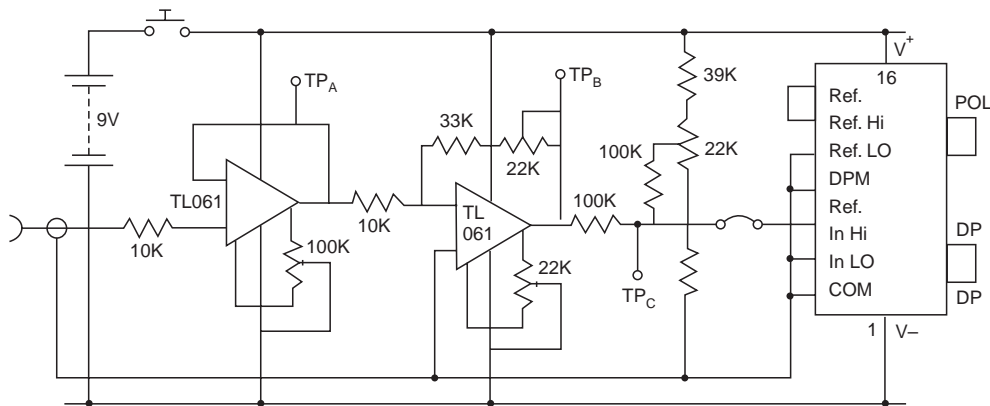 TP_A
TP_B
V+
16
39K
POL
Ref.
Ref. Hi
Ref. LO
DPM
Ref.
In Hi
In LO
COM
9V
33K
22K
100K
22K
TL061
10K
TL
061
100K
10K
100K
22K
DP
TP_C
DP
1
V–